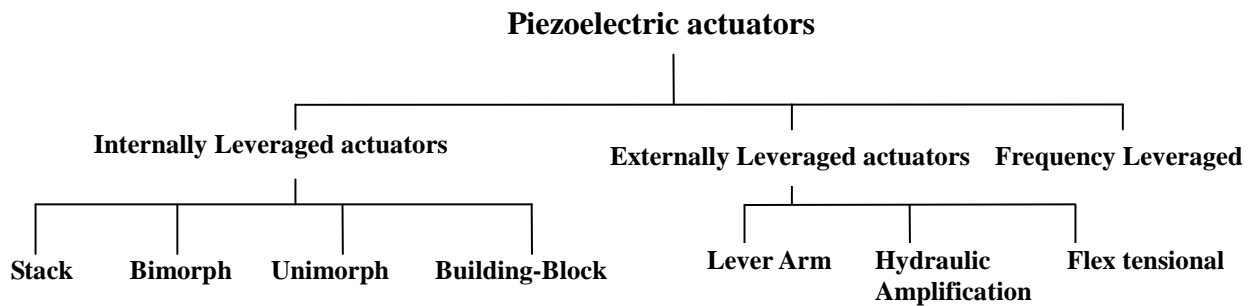 Piezoelectric actuators
Internally Leveraged actuators
Externally Leveraged actuators
Frequency Leveraged
Stack
Bimorph
Unimorph
Building-Block
Lever Arm
Hydraulic
Amplification
Flex tensional